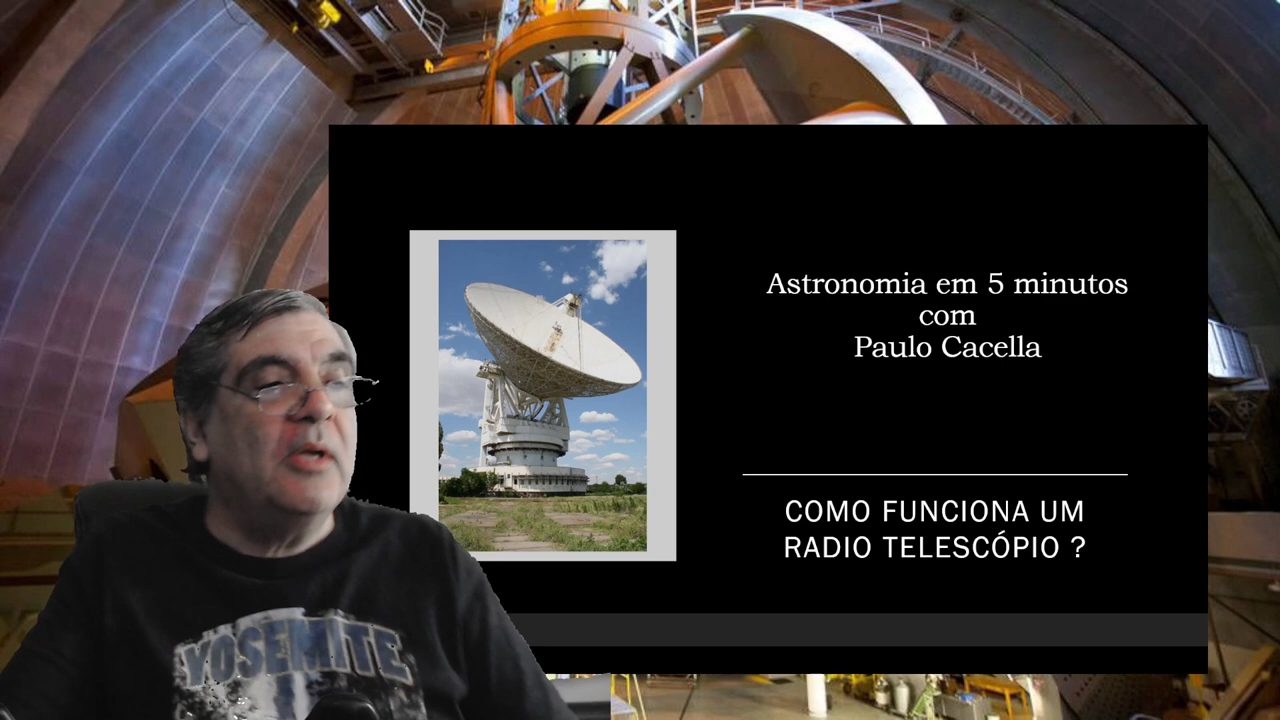 Astronomia em 5 minutos
com
Paulo Cacella
COMO FUNCIONA UM
RADIO TELESCÓPIO ?
YOSEMITE